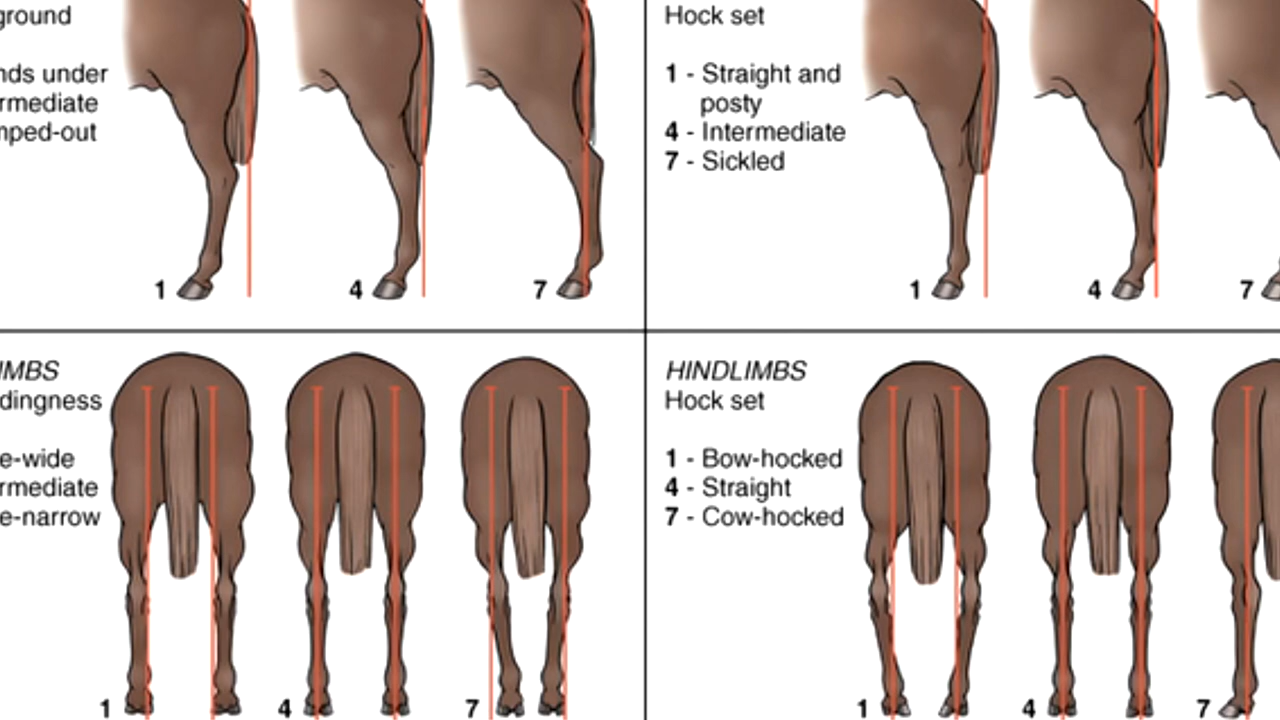 ground
nds under
rmediate
mped-out
1
4
7
Hock set
1 - Straight and
posty
4 - Intermediate
7 - Sickled
1
4
7
IMBS
dingness
e-wide
rmediate
e-narrow
1
4
7
HINDLIMBS
Hock set
1 - Bow-hocked
4 - Straight
7 - Cow-hocked
1
4
7